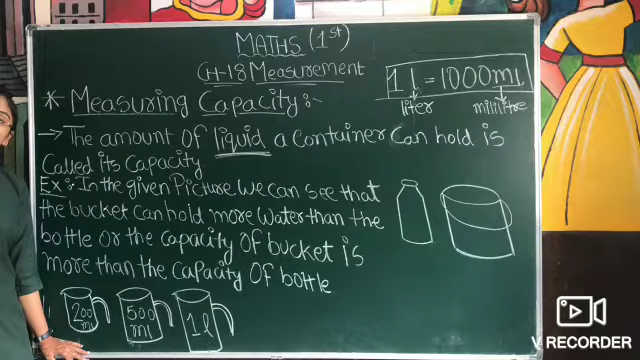 MATHS (1st)
CH-18 Measurement
1 l = 1000 ml
liter mililitre
* Measuring Capacity:-
→ The amount of liquid a Container Can hold is
Called its Capacity
Ex:- In the given Picture We Can see that
the bucket Can hold more Water than the
bottle or the Capacity of bucket is
more than the Capacity Of bottle
200 ml
500 ml
1 l
V RECORDER